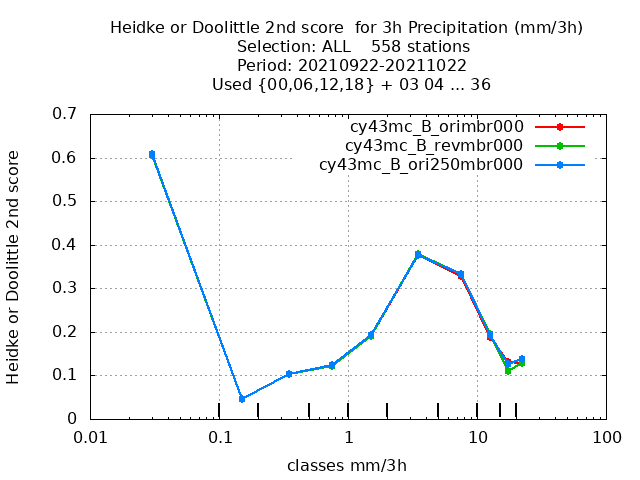 Heidke or Doolittle 2nd score  for 3h Precipitation (mm/3h)
Selection: ALL    558 stations
Period: 20210922-20211022
Used {00,06,12,18} + 03 04 ... 36
cy43mc_B_orimbr000
cy43mc_B_revmbr000
cy43mc_B_ori250mbr000
Heidke or Doolittle 2nd score
0.7
0.6
0.5
0.4
0.3
0.2
0.1
0
0.01 0.1 1 10 100
classes mm/3h